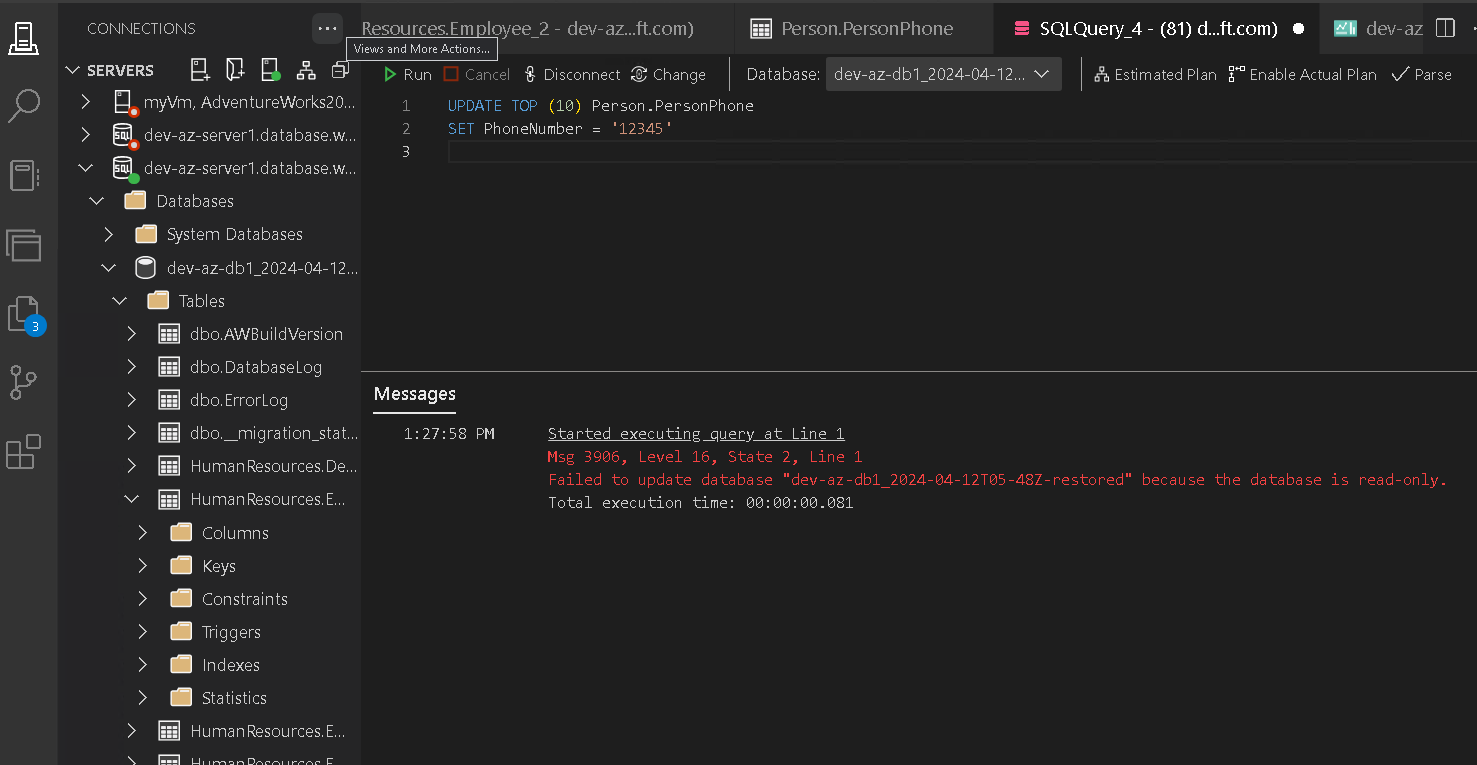 CONNECTIONS
...
Views and More Actions...
Resources.Employee_2 - dev-az...ft.com)
Person.PersonPhone
SQLQuery_4 - (81) d...ft.com)
dev-az
SERVERS
Run
Cancel
Disconnect
Change
Database:
dev-az-db1_2024-04-12...
Estimated Plan
Enable Actual Plan
Parse
myVm, AdventureWorks20...
dev-az-server1.database.w...
dev-az-server1.database.w...
Databases
System Databases
dev-az-db1_2024-04-12...
Tables
dbo.AWBuildVersion
dbo.DatabaseLog
dbo.ErrorLog
dbo.__migration_stat...
HumanResources.De...
HumanResources.E...
Columns
Keys
Constraints
Triggers
Indexes
Statistics
HumanResources.E...
HumanResources.E...
3
1 UPDATE TOP (10) Person.PersonPhone
2 SET PhoneNumber = '12345'
3
Messages
1:27:58 PM Started executing query at Line 1
Msg 3906, Level 16, State 2, Line 1
Failed to update database "dev-az-db1_2024-04-12T05-48Z-restored" because the database is read-only.
Total execution time: 00:00:00.081